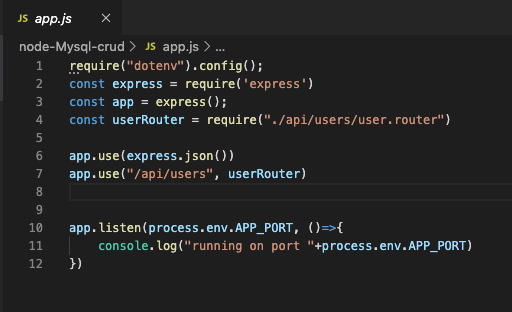 JS app.js ×
node-Mysql-crud > JS app.js > ...
1 require("dotenv").config();
2 const express = require('express')
3 const app = express();
4 const userRouter = require("./api/users/user.router")
5
6 app.use(express.json())
7 app.use("/api/users", userRouter)
8
9
10 app.listen(process.env.APP_PORT, ()=>{
11     console.log("running on port "+process.env.APP_PORT)
12 })